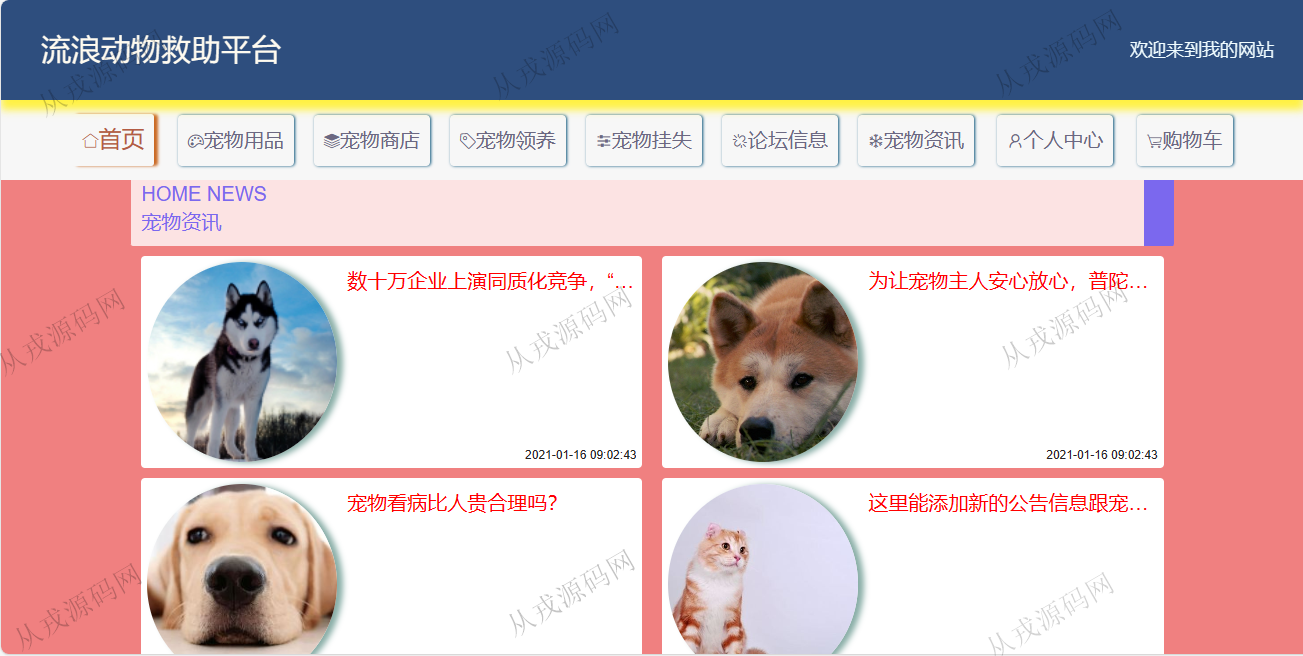 流浪动物救助平台
欢迎来到我的网站
首页
宠物用品
宠物商店
宠物领养
宠物挂失
论坛信息
宠物资讯
个人中心
购物车
HOME NEWS
宠物资讯
数十万企业上演同质化竞争，“...
为让宠物主人安心放心，普陀...
2021-01-16 09:02:43
2021-01-16 09:02:43
宠物看病比人贵合理吗？
这里能添加新的公告信息跟宠...
从戎源码网
从戎源码网
从戎源码网
从戎源码网
从戎源码网
从戎源码网
从戎源码网
从戎源码网
从戎源码网